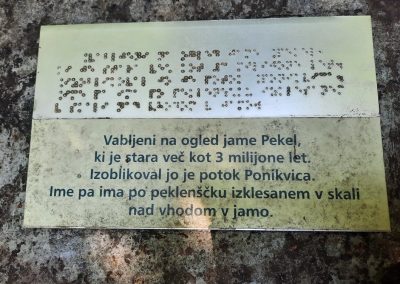 Vabljeni na ogled jame Pekel,
ki je stara več kot 3 milijone let.
Izoblikoval jo je potok Ponikvica.
Ime pa ima po peklenščku izklesanem v skali
nad vhodom v jamo.